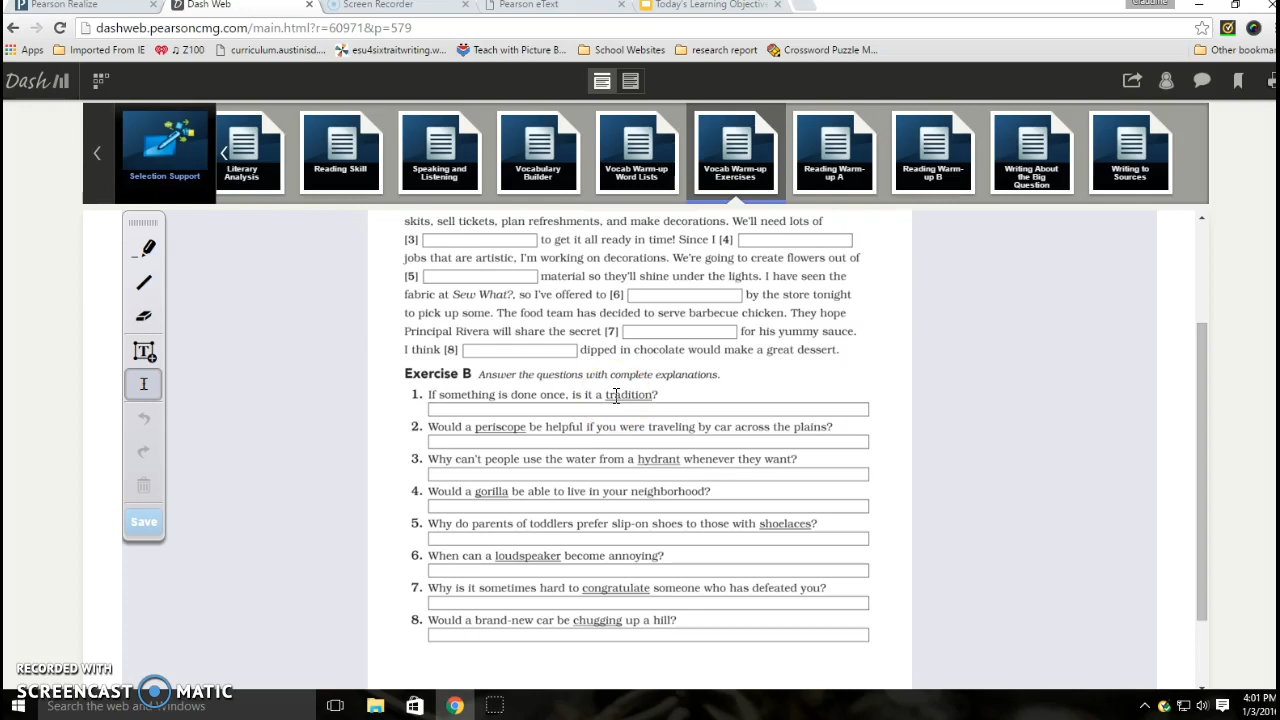 Pearson Realize
Dash Web
Screen Recorder
Pearson eText
Today's Learning Objective
dashweb.pearsoncmg.com/main.html?r=60971&p=579
Apps
Imported From IE
Z100
curriculum.austinisd....
esu4sixtraitwriting.w...
Teach with Picture B...
School Websites
research report
Crossword Puzzle M...
Other bookmar
Dash
Selection Support
Literary Analysis
Reading Skill
Speaking and Listening
Vocabulary Builder
Vocab Warm-up Word Lists
Vocab Warm-up Exercises
Reading Warm-up A
Reading Warm-up B
Writing About the Big Question
Writing to Sources
skits, sell tickets, plan refreshments, and make decorations. We'll need lots of
[3] to get it all ready in time! Since I [4]
jobs that are artistic, I'm working on decorations. We're going to create flowers out of
[5] material so they'll shine under the lights. I have seen the
fabric at Sew What?, so I've offered to [6] by the store tonight
to pick up some. The food team has decided to serve barbecue chicken. They hope
Principal Rivera will share the secret [7] for his yummy sauce.
I think [8] dipped in chocolate would make a great dessert.
Exercise B Answer the questions with complete explanations.
1. If something is done once, is it a tradition?
2. Would a periscope be helpful if you were traveling by car across the plains?
3. Why can't people use the water from a hydrant whenever they want?
4. Would a gorilla be able to live in your neighborhood?
5. Why do parents of toddlers prefer slip-on shoes to those with shoelaces?
6. When can a loudspeaker become annoying?
7. Why is it sometimes hard to congratulate someone who has defeated you?
8. Would a brand-new car be chugging up a hill?
Save
RECORDED WITH
SCREENCAST MATIC
Search the web and Windows
4:01 PM
1/3/201